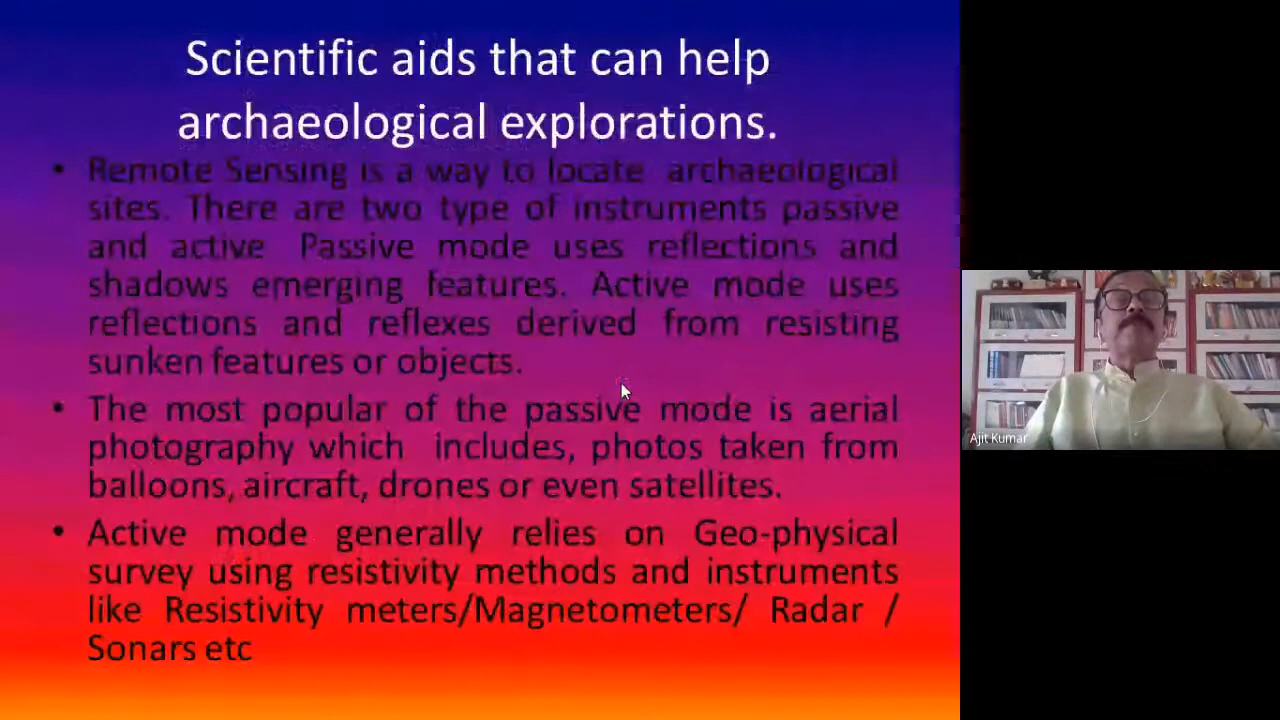 Scientific aids that can help
archaeological explorations.
• Remote Sensing is a way to locate archaeological
sites. There are two type of instruments passive
and active Passive mode uses reflections and
shadows emerging features. Active mode uses
reflections and reflexes derived from resisting
sunken features or objects.
• The most popular of the passive mode is aerial
photography which includes, photos taken from
balloons, aircraft, drones or even satellites.
• Active mode generally relies on Geo-physical
survey using resistivity methods and instruments
like Resistivity meters/Magnetometers/ Radar /
Sonars etc
Ajit Kumar